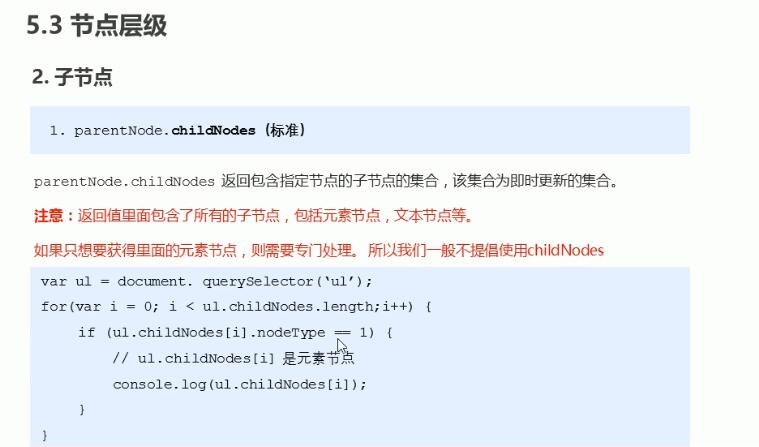 5.3 节点层级
2. 子节点
1. parentNode.childNodes（标准）
parentNode.childNodes 返回包含指定节点的子节点的集合，该集合为即时更新的集合。
注意：返回值里面包含了所有的子节点，包括元素节点，文本节点等。
如果只想要获得里面的元素节点，则需要专门处理。 所以我们一般不提倡使用childNodes
var ul = document. querySelector(‘ul’);
for(var i = 0; i < ul.childNodes.length;i++) {
if (ul.childNodes[i].nodeType == 1) {
// ul.childNodes[i] 是元素节点
console.log(ul.childNodes[i]);
}
}